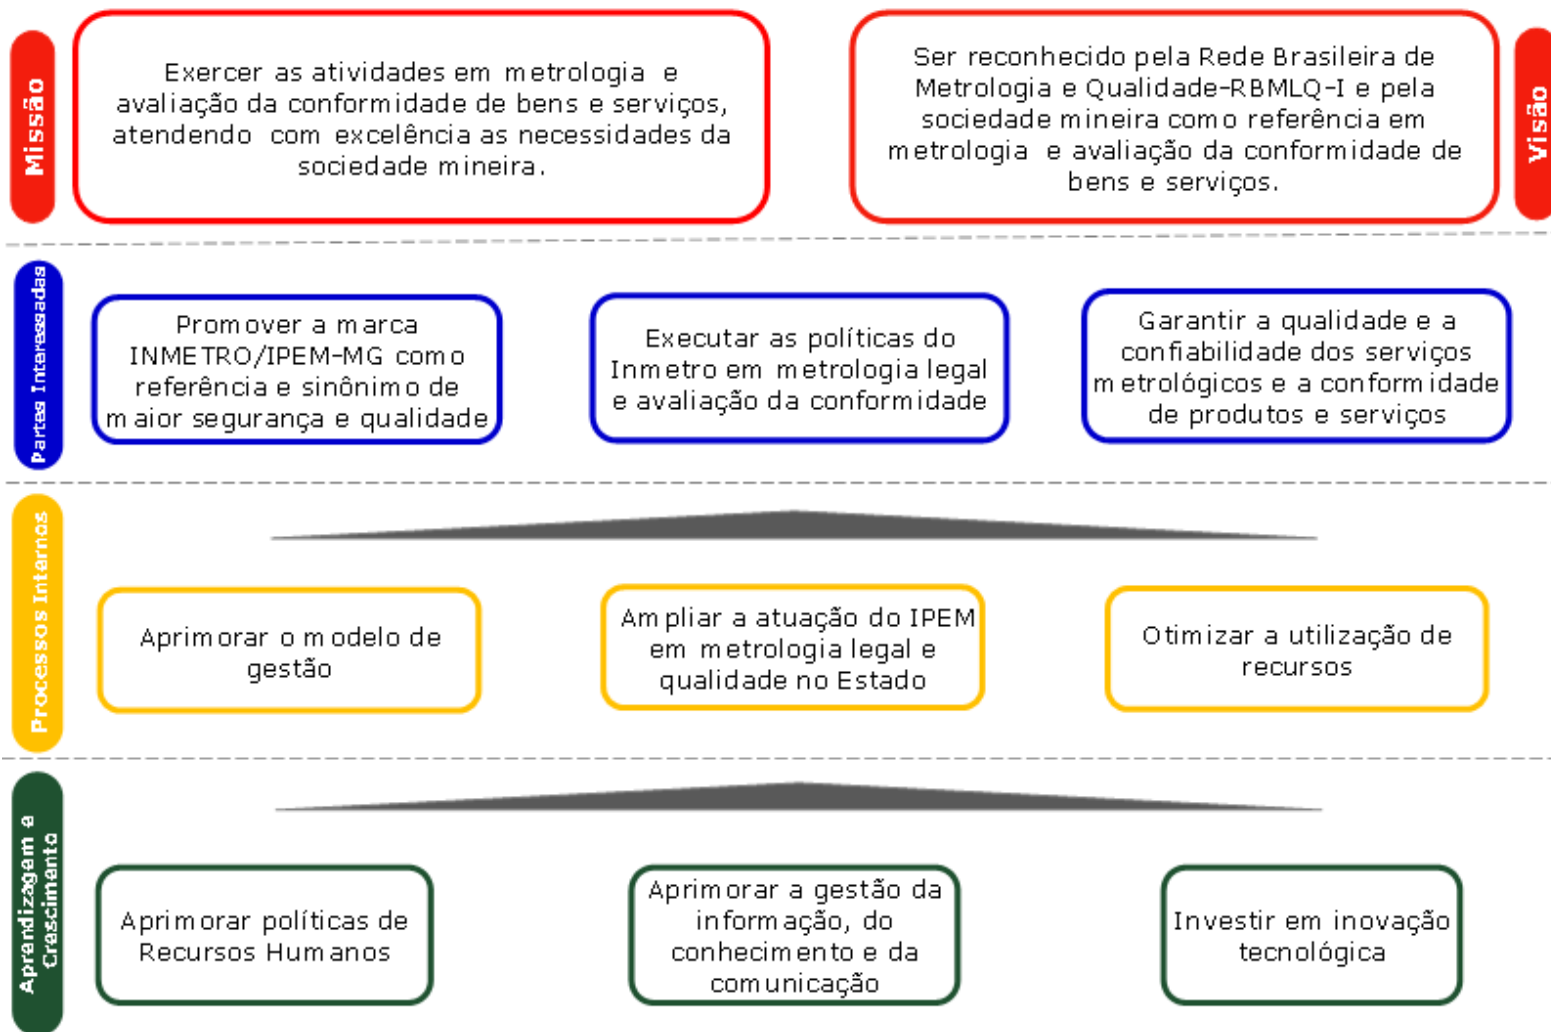 Missão
Exercer as atividades em metrologia e
avaliação da conformidade de bens e serviços,
atendendo com excelência as necessidades da
sociedade mineira.
Ser reconhecido pela Rede Brasileira de
Metrologia e Qualidade-RBMLQ-I e pela
sociedade mineira como referência em
metrologia e avaliação da conformidade de
bens e serviços.
Visão
Partes Interessadas
Promover a marca
INMETRO/IPEM-MG como
referência e sinônimo de
maior segurança e qualidade
Executar as políticas do
Inmetro em metrologia legal
e avaliação da conformidade
Garantir a qualidade e a
confiabilidade dos serviços
metrológicos e a conformidade
de produtos e serviços
Processos Internos
Aprimorar o modelo de
gestão
Ampliar a atuação do IPEM
em metrologia legal e
qualidade no Estado
Otimizar a utilização de
recursos
Aprendizagem e
Crescimento
Aprimorar políticas de
Recursos Humanos
Aprimorar a gestão da
informação, do
conhecimento e da
comunicação
Investir em inovação
tecnológica